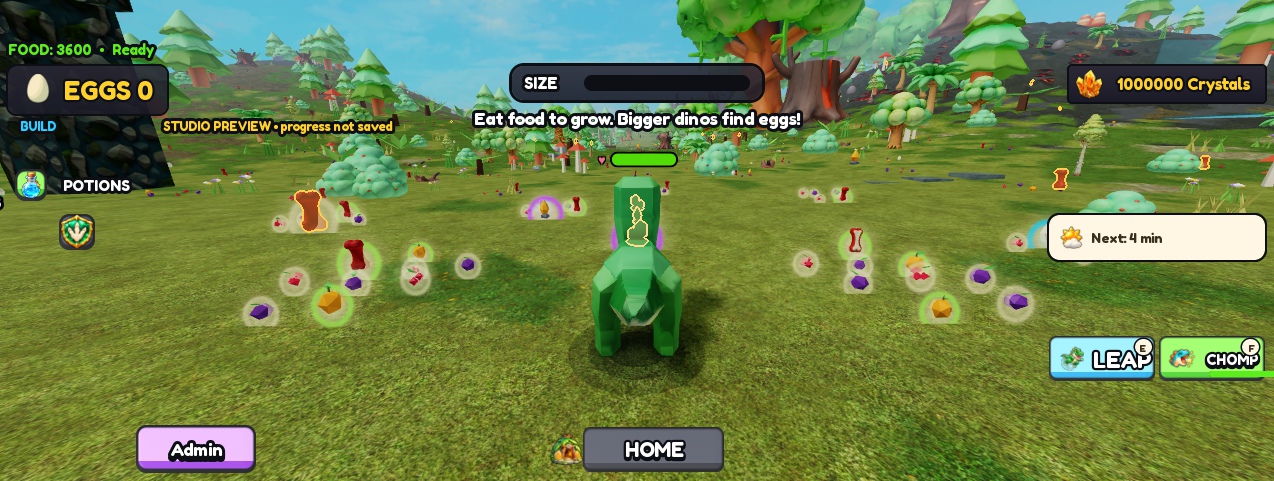 FOOD: 3600 • Ready
EGGS 0
BUILD
STUDIO PREVIEW • progress not saved
POTIONS
SIZE
Eat food to grow. Bigger dinos find eggs!
1000000 Crystals
Next: 4 min
E
LEAP
F
CHOMP
Admin
HOME